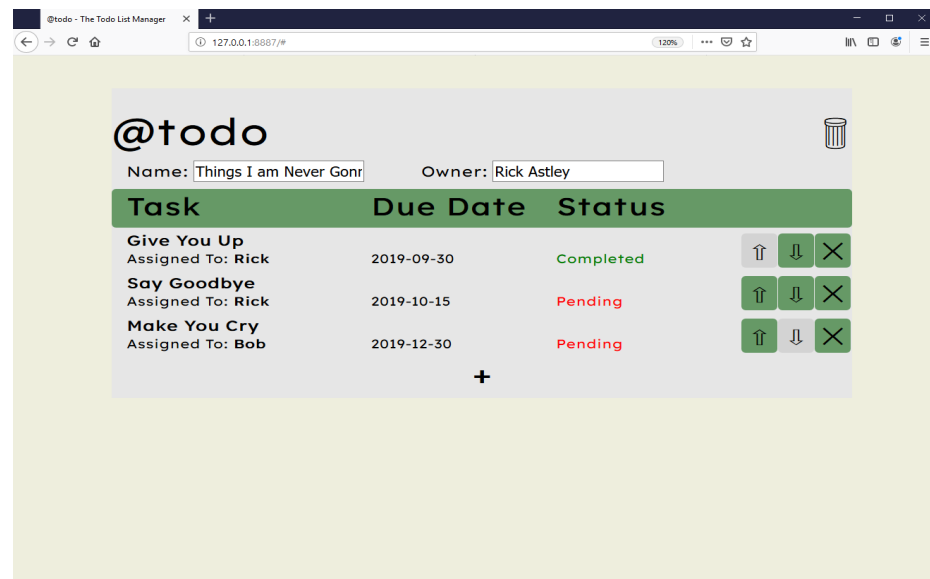 @todo - The Todo List Manager
127.0.0.1:8887/#
120%
@todo
Name: Things I am Never Gonr Owner: Rick Astley
Task Due Date Status
Give You Up
Assigned To: Rick 2019-09-30 Completed
Say Goodbye
Assigned To: Rick 2019-10-15 Pending
Make You Cry
Assigned To: Bob 2019-12-30 Pending
+